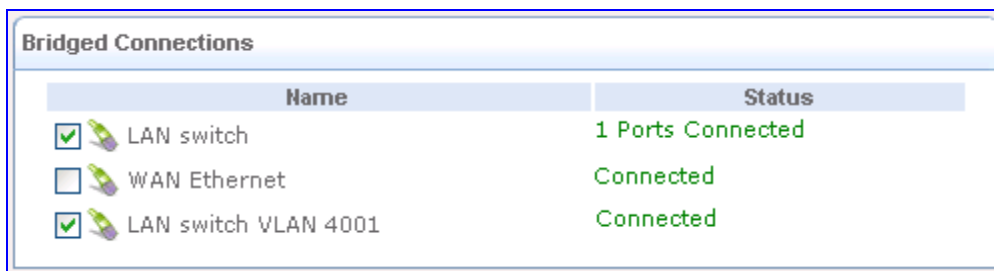 Bridged Connections
Name Status
LAN switch 1 Ports Connected
WAN Ethernet Connected
LAN switch VLAN 4001 Connected